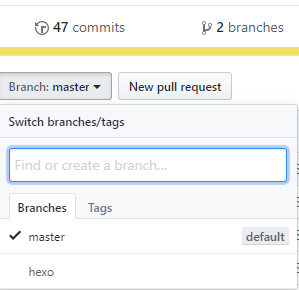 47 commits
2 branches
Branch: master
New pull request
Switch branches/tags
Find or create a branch...
Branches
Tags
master
default
hexo